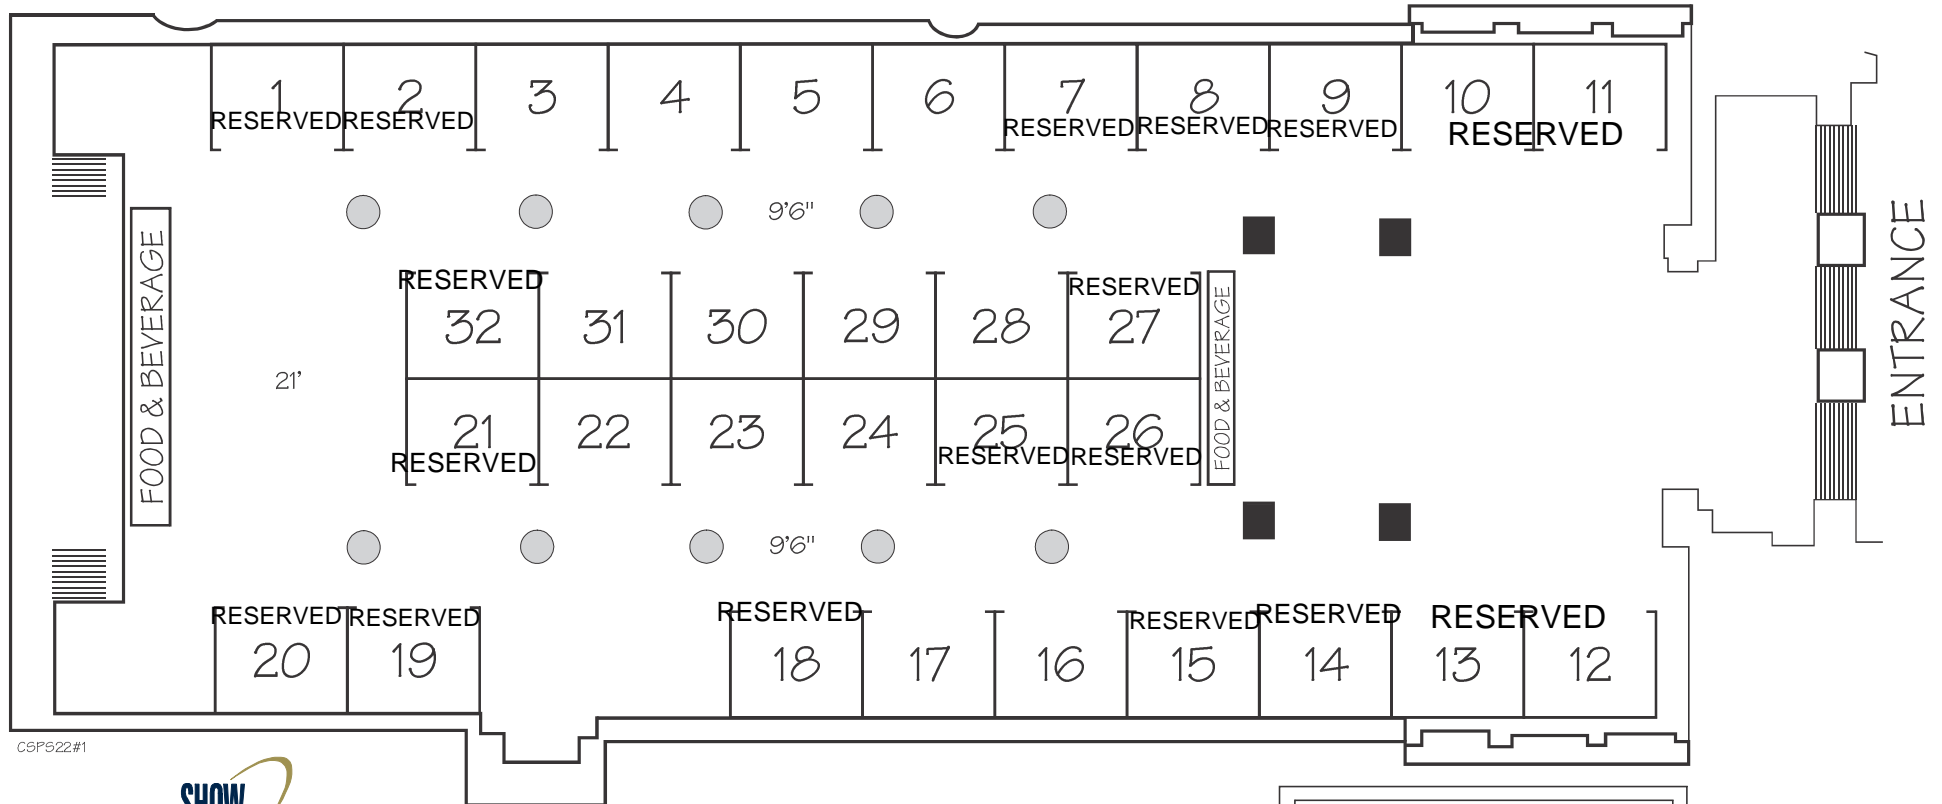 1 2 3 4 5 6 7 8 9 10 11
RESERVED RESERVED RESERVED RESERVED RESERVED RESERVED
9'6"
ENTRANCE
FOOD & BEVERAGE
RESERVED RESERVED
32 31 30 29 28 27
FOOD & BEVERAGE
21'
21 22 23 24 25 26
RESERVED RESERVED RESERVED
9'6"
RESERVED RESERVED RESERVED RESERVED RESERVED RESERVED
20 19 18 17 16 15 14 13 12
CSPS22#1
SHOW